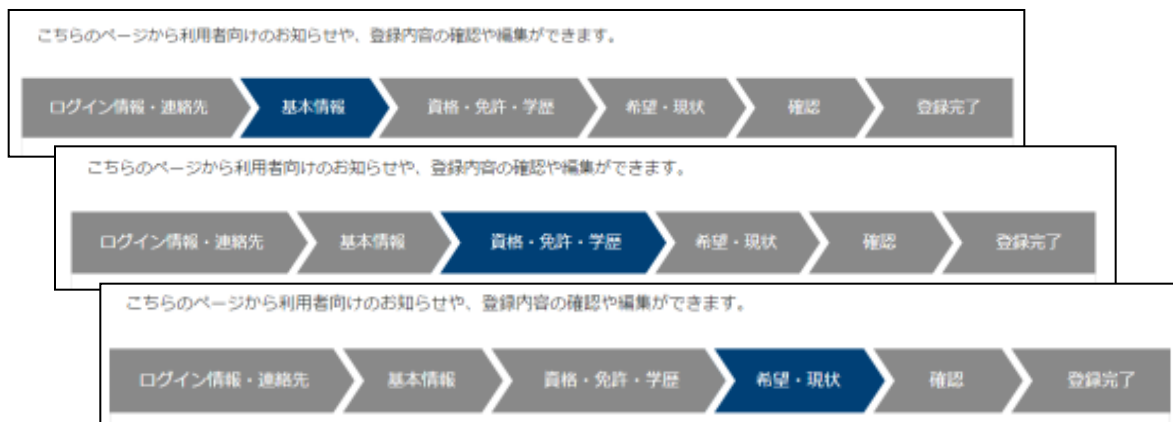 こちらのページから利用者向けのお知らせや、登録内容の確認や編集ができます。
ログイン情報・連絡先 基本情報 資格・免許・学歴 希望・現状 確認 登録完了
こちらのページから利用者向けのお知らせや、登録内容の確認や編集ができます。
ログイン情報・連絡先 基本情報 資格・免許・学歴 希望・現状 確認 登録完了
こちらのページから利用者向けのお知らせや、登録内容の確認や編集ができます。
ログイン情報・連絡先 基本情報 資格・免許・学歴 希望・現状 確認 登録完了